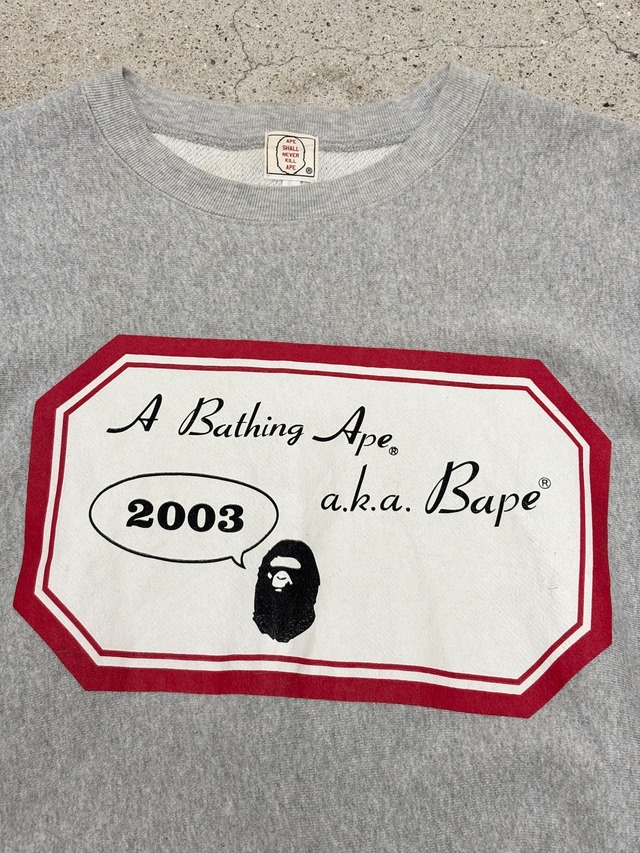 APE
SHALL
NEVER
KILL
APE
®
A Bathing Ape®
a.k.a. Bape®
2003